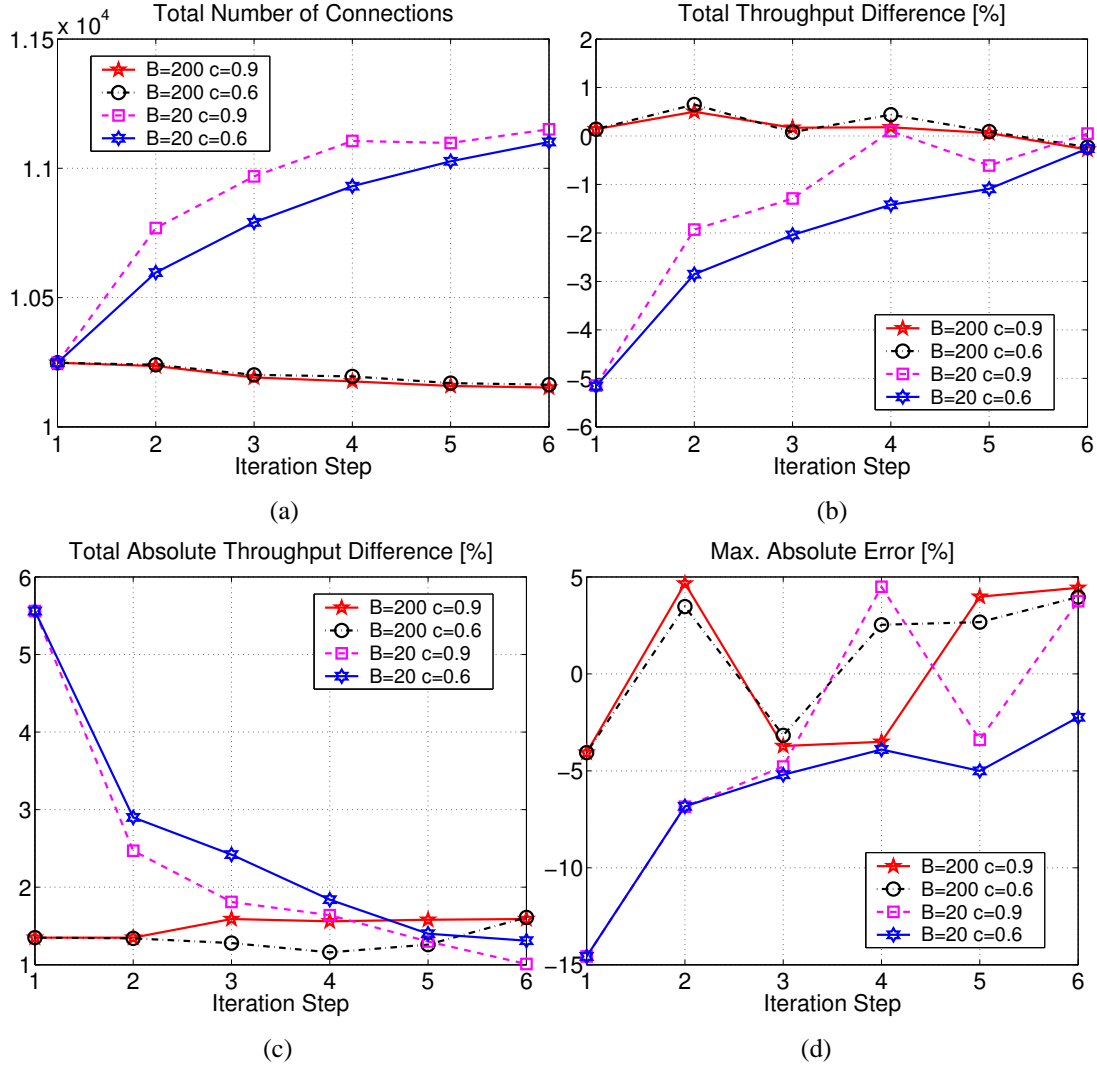 Total Number of Connections
x 10^4
1.15
1.1
1.05
1
B=200 c=0.9
B=200 c=0.6
B=20 c=0.9
B=20 c=0.6
1 2 3 4 5 6
Iteration Step
(a)
Total Throughput Difference [%]
2
1
0
−1
−2
−3
−4
−5
−6
B=200 c=0.9
B=200 c=0.6
B=20 c=0.9
B=20 c=0.6
1 2 3 4 5 6
Iteration Step
(b)
Total Absolute Throughput Difference [%]
6
5
4
3
2
1
B=200 c=0.9
B=200 c=0.6
B=20 c=0.9
B=20 c=0.6
1 2 3 4 5 6
Iteration Step
(c)
Max. Absolute Error [%]
5
0
−5
−10
−15
B=200 c=0.9
B=200 c=0.6
B=20 c=0.9
B=20 c=0.6
1 2 3 4 5 6
Iteration Step
(d)